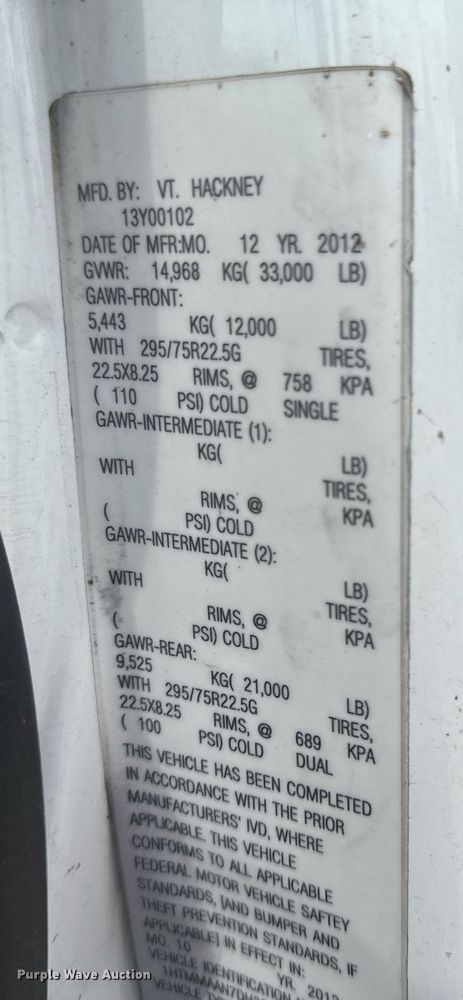 MFD. BY: VT. HACKNEY
13Y00102
DATE OF MFR:MO. 12 YR. 2012
GVWR: 14,968 KG( 33,000 LB)
GAWR-FRONT:
5,443 KG( 12,000 LB)
WITH 295/75R22.5G TIRES,
22.5X8.25 RIMS, @ 758 KPA
( 110 PSI) COLD SINGLE
GAWR-INTERMEDIATE (1):
KG( LB)
WITH TIRES,
RIMS, @ KPA
( PSI) COLD
GAWR-INTERMEDIATE (2):
KG( LB)
WITH TIRES,
RIMS, @ KPA
( PSI) COLD
GAWR-REAR:
9,525 KG( 21,000 LB)
WITH 295/75R22.5G TIRES,
22.5X8.25 RIMS, @ 689 KPA
( 100 PSI) COLD DUAL
THIS VEHICLE HAS BEEN COMPLETED
IN ACCORDANCE WITH THE PRIOR
MANUFACTURERS' IVD, WHERE
APPLICABLE. THIS VEHICLE
CONFORMS TO ALL APPLICABLE
FEDERAL MOTOR VEHICLE SAFTEY
STANDARDS, [AND BUMPER AND
THEFT PREVENTION STANDARDS, IF
APPLICABLE] IN EFFECT IN:
MO. 10 YR. 2012
VEHICLE IDENTIFICATION
VEHICLE
Purple Wave Auction